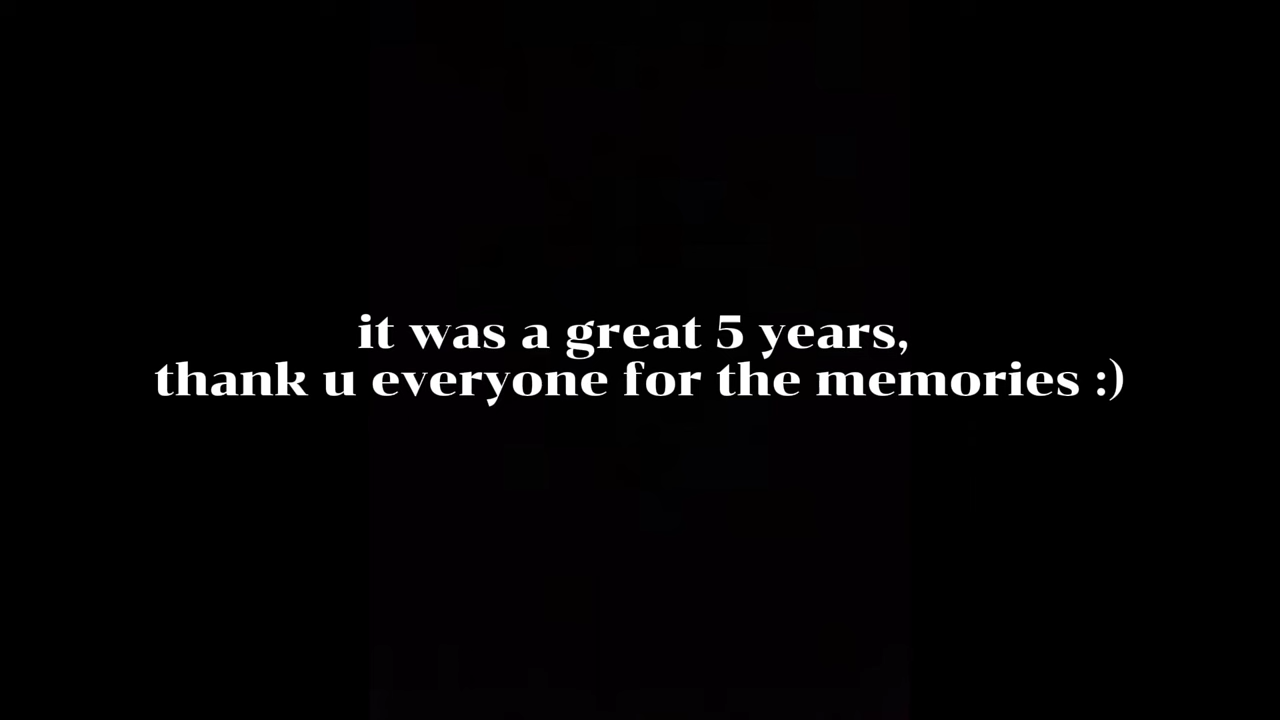 it was a great 5 years,
thank u everyone for the memories :)